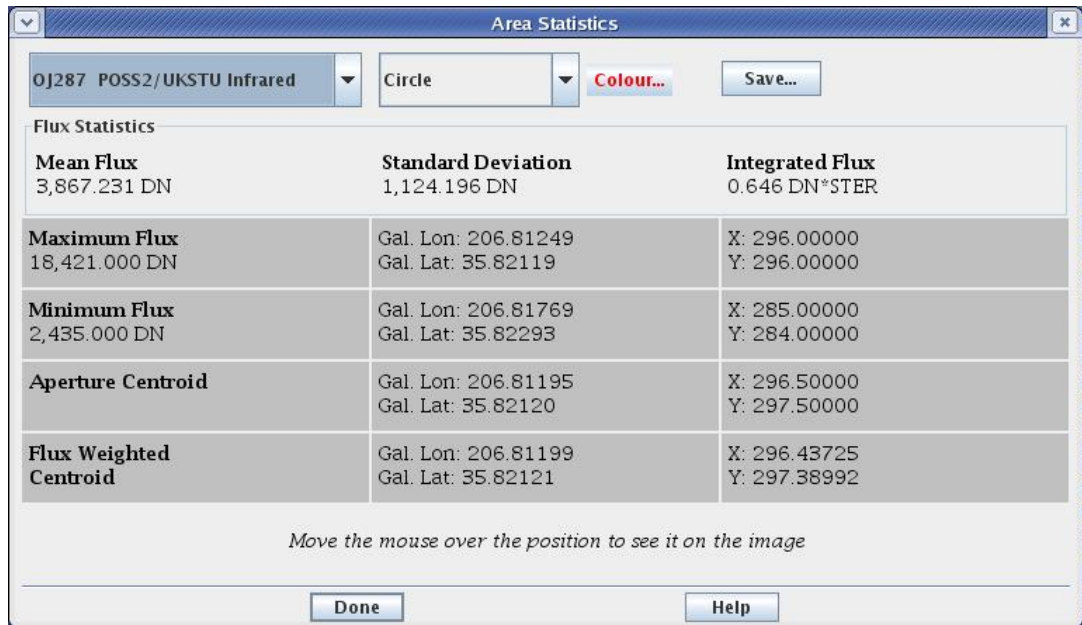 Area Statistics
OJ287 POSS2/UKSTU Infrared
Circle
Colour...
Save...
Flux Statistics
Mean Flux
3,867.231 DN
Standard Deviation
1,124.196 DN
Integrated Flux
0.646 DN*STER
Maximum Flux
18,421.000 DN
Gal. Lon: 206.81249
Gal. Lat: 35.82119
X: 296.00000
Y: 296.00000
Minimum Flux
2,435.000 DN
Gal. Lon: 206.81769
Gal. Lat: 35.82293
X: 285.00000
Y: 284.00000
Aperture Centroid
Gal. Lon: 206.81195
Gal. Lat: 35.82120
X: 296.50000
Y: 297.50000
Flux Weighted
Centroid
Gal. Lon: 206.81199
Gal. Lat: 35.82121
X: 296.43725
Y: 297.38992
Move the mouse over the position to see it on the image
Done
Help